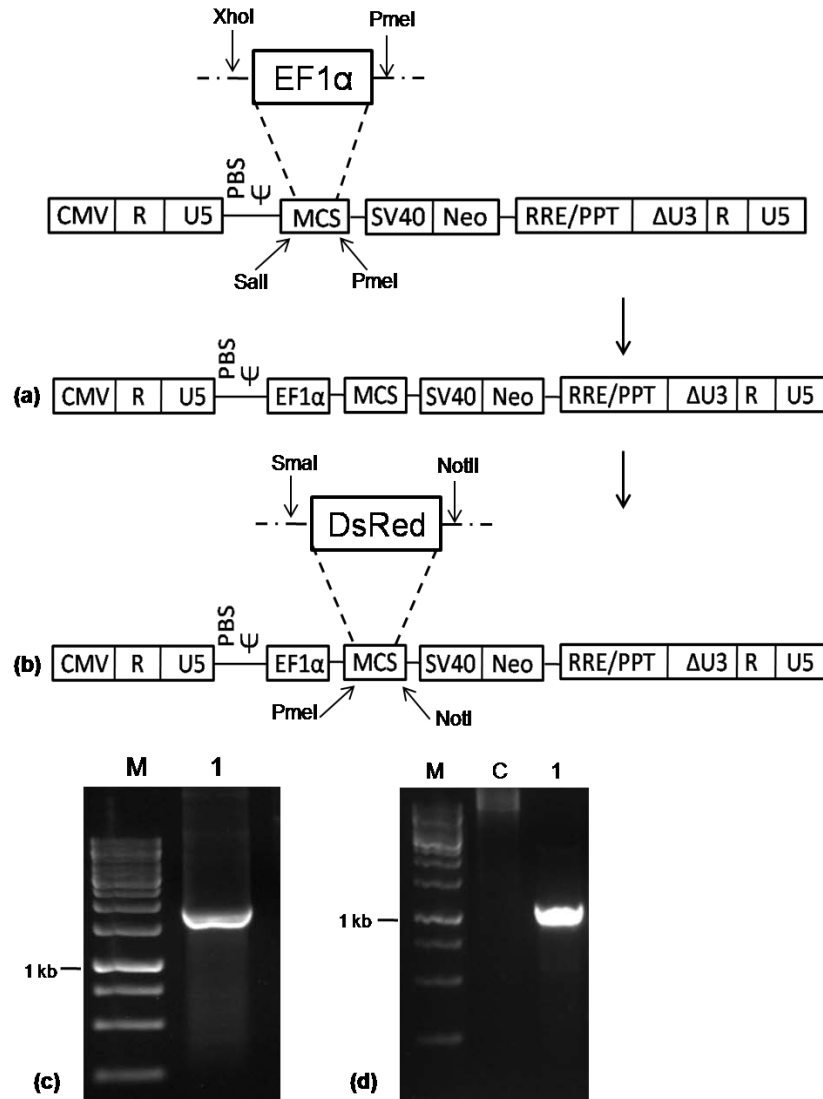 XhoI PmeI
EF1α
PBS
Ψ
CMV R U5 MCS SV40 Neo RRE/PPT ΔU3 R U5
SalI PmeI
PBS
Ψ
(a) CMV R U5 EF1α MCS SV40 Neo RRE/PPT ΔU3 R U5
SmaI NotII
DsRed
PBS
Ψ
(b) CMV R U5 EF1α MCS SV40 Neo RRE/PPT ΔU3 R U5
PmeI NotI
M 1
1 kb
(c)
M C 1
1 kb
(d)